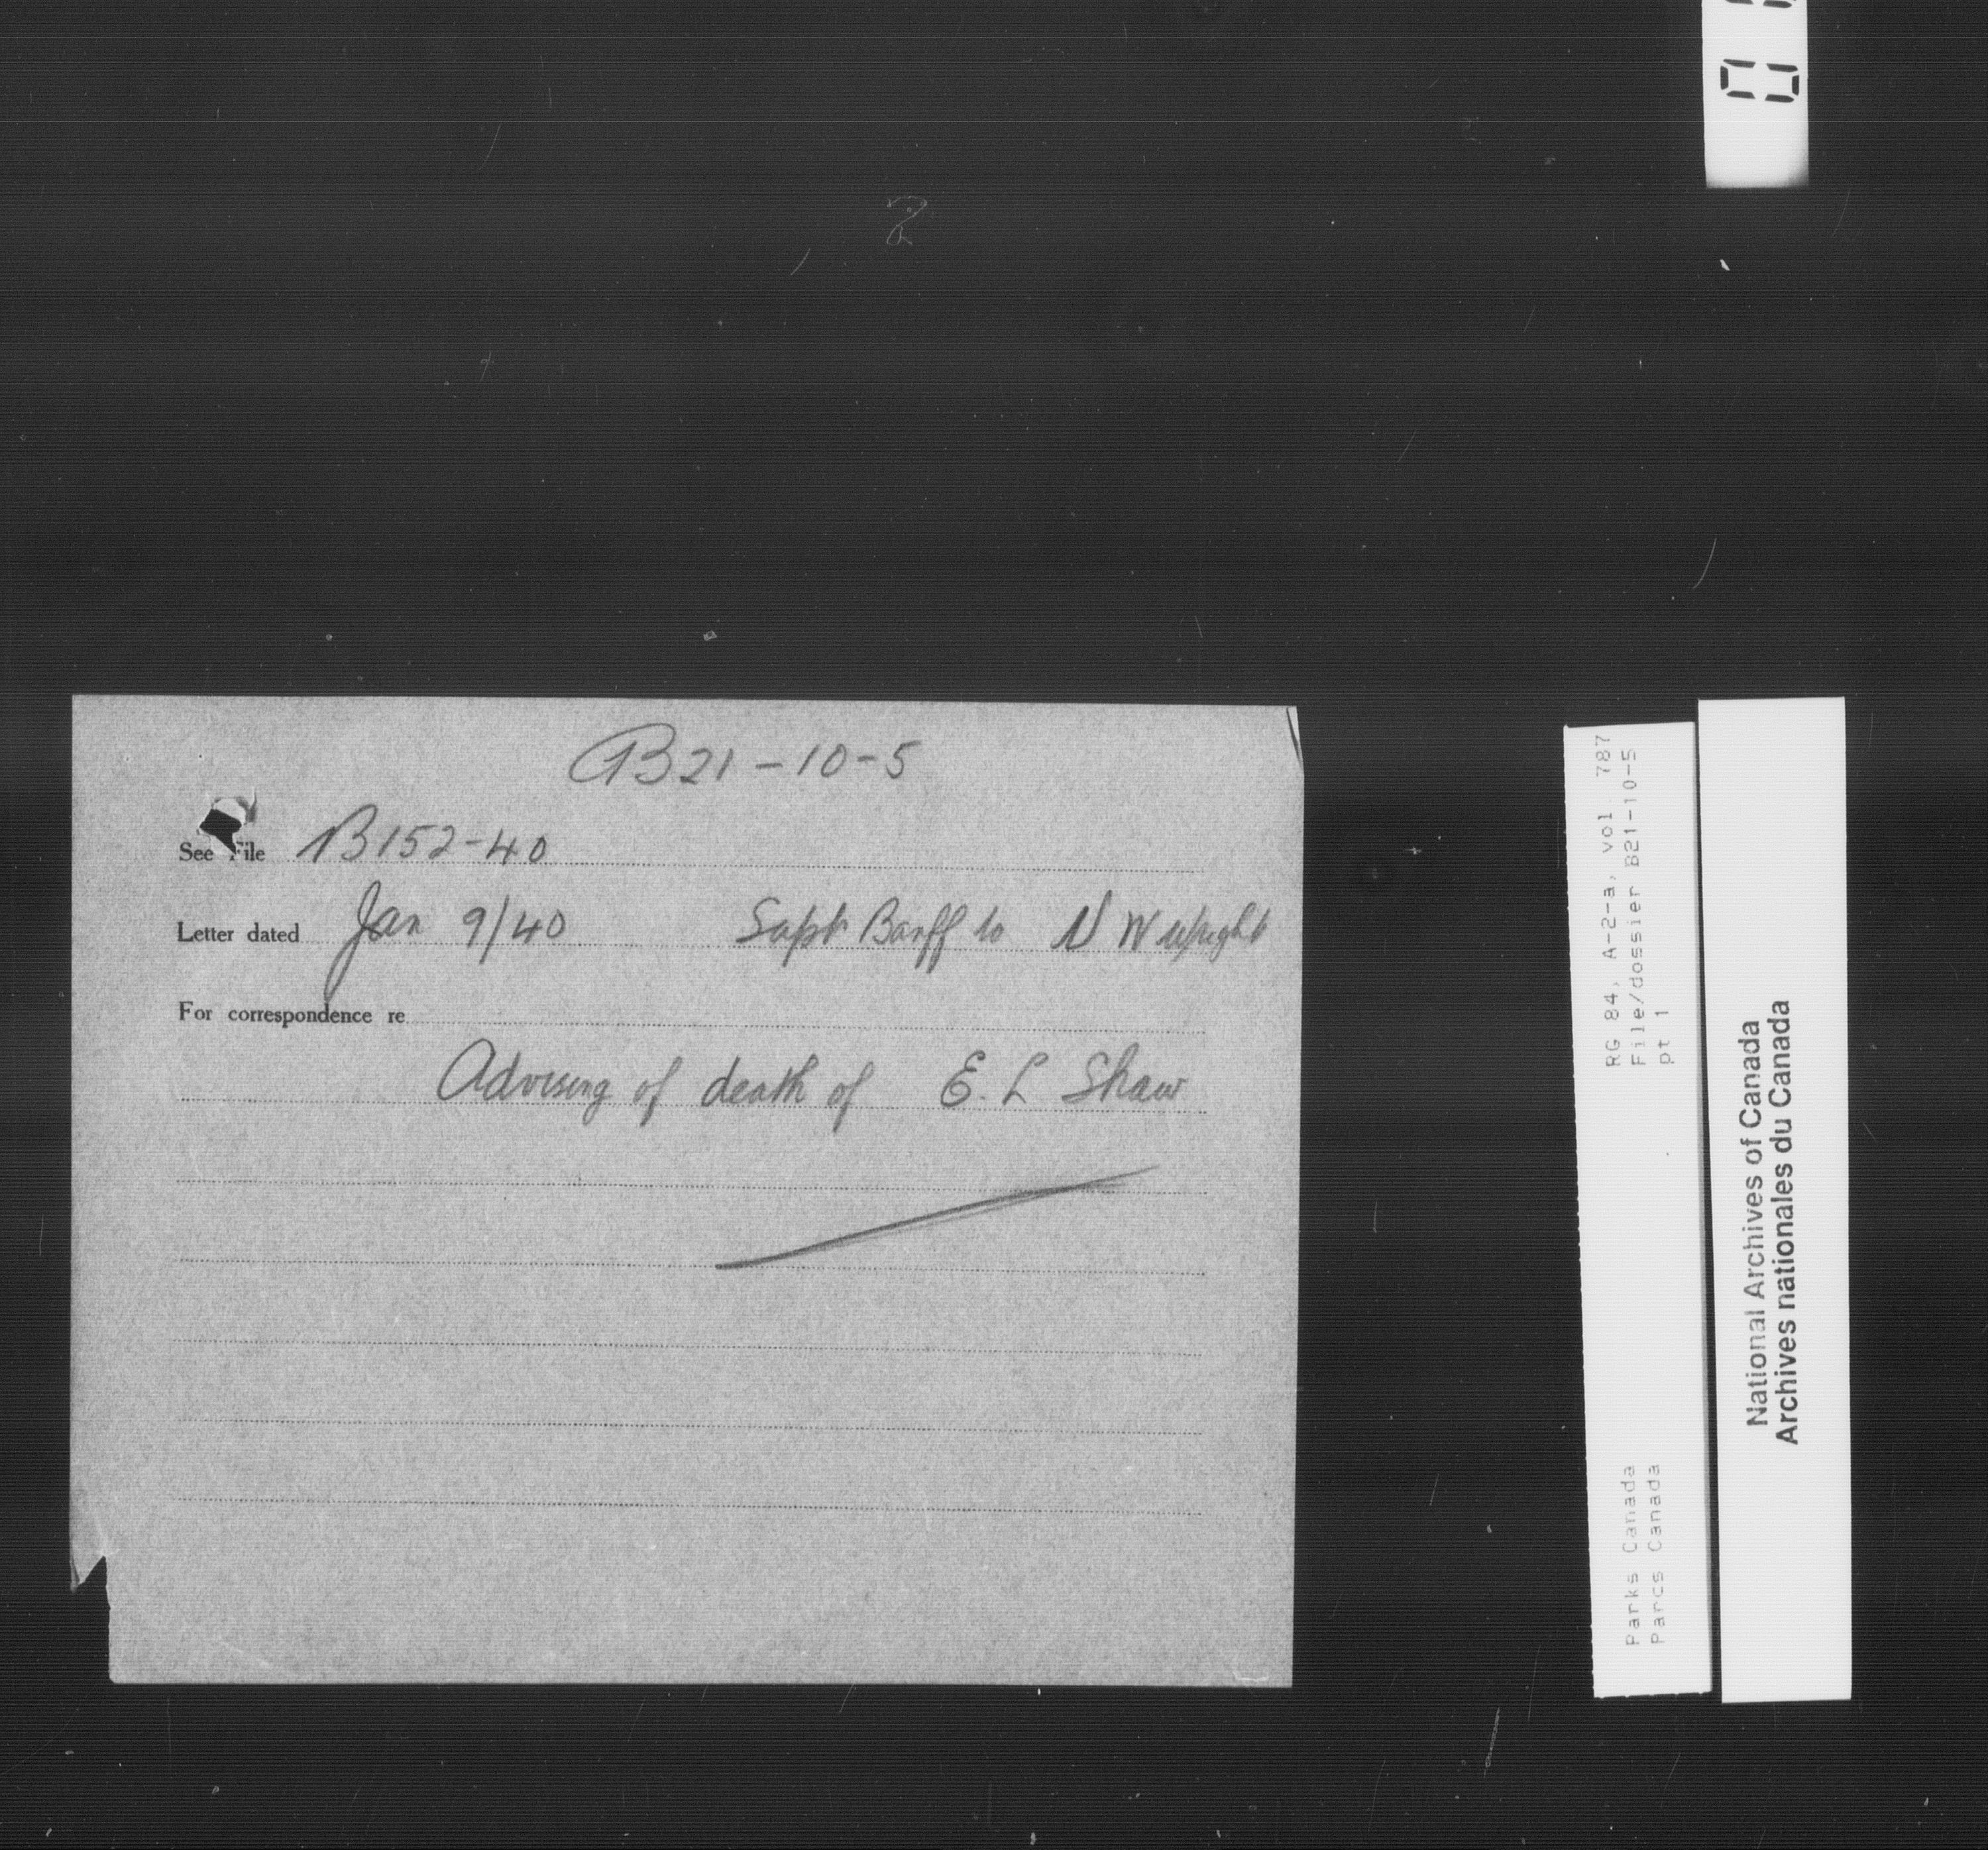 B21-10-5
See File B152-40
Letter dated Jan 9/40 Supt Banff to N W
For correspondence re
Advising of death of E. L Shaw
RG 84, A-2-a, vol. 787
File/dossier B21-10-5
pt 1
Parks Canada
Parcs Canada
National Archives of Canada
Archives nationales du Canada